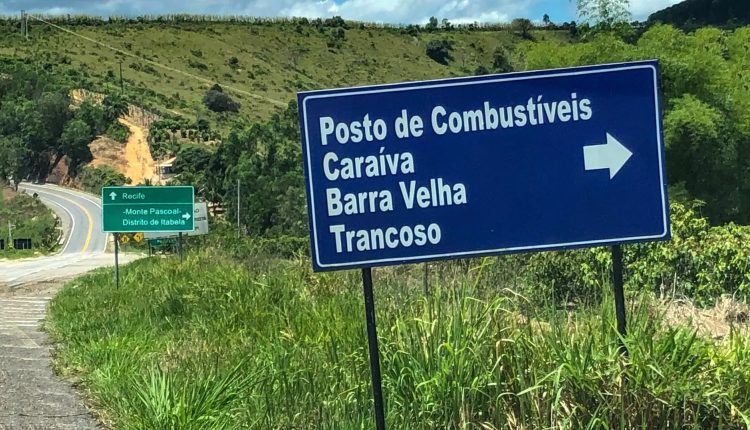 Posto de Combustíveis
Caraíva
Barra Velha
Trancoso
Recife
-Monte Pascoal-
Distrito de Itabela